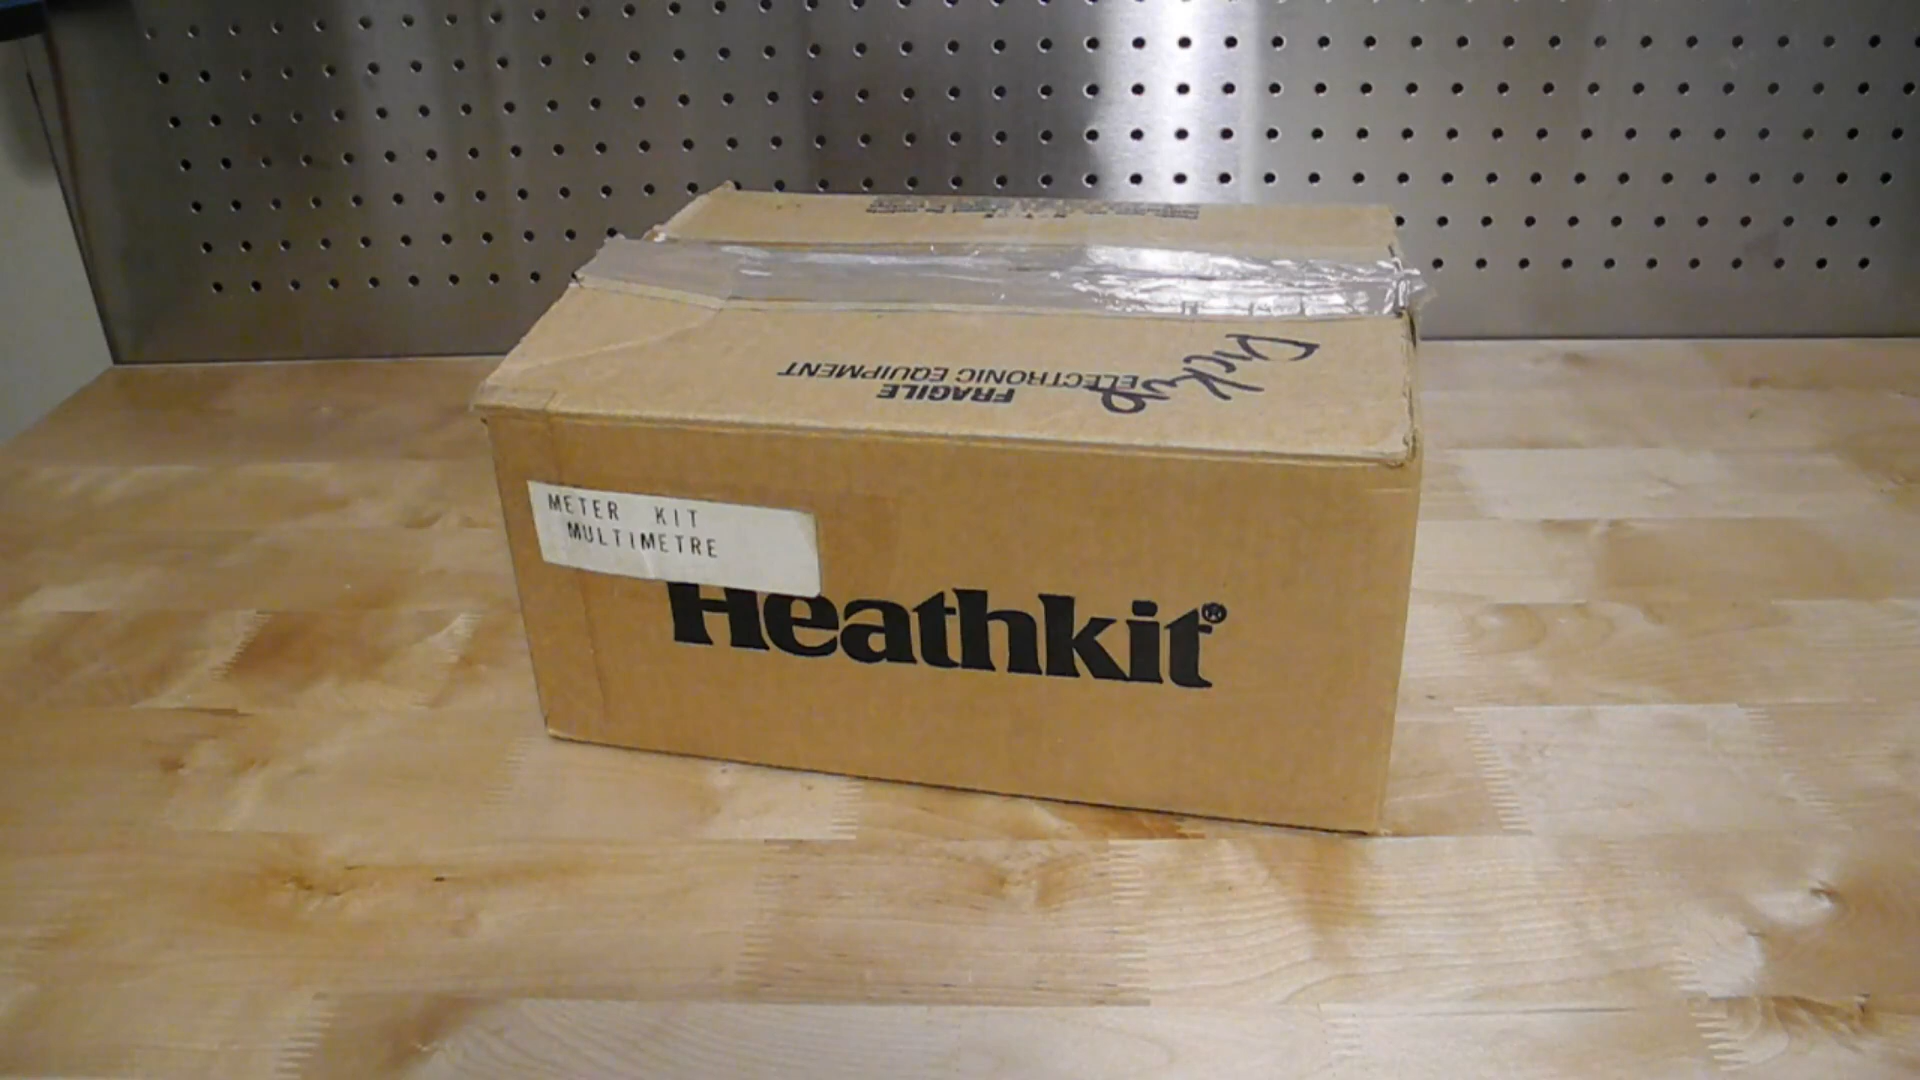 FRAGILE
ELECTRONIC EQUIPMENT
METER KIT
MULTIMETRE
Heathkit®